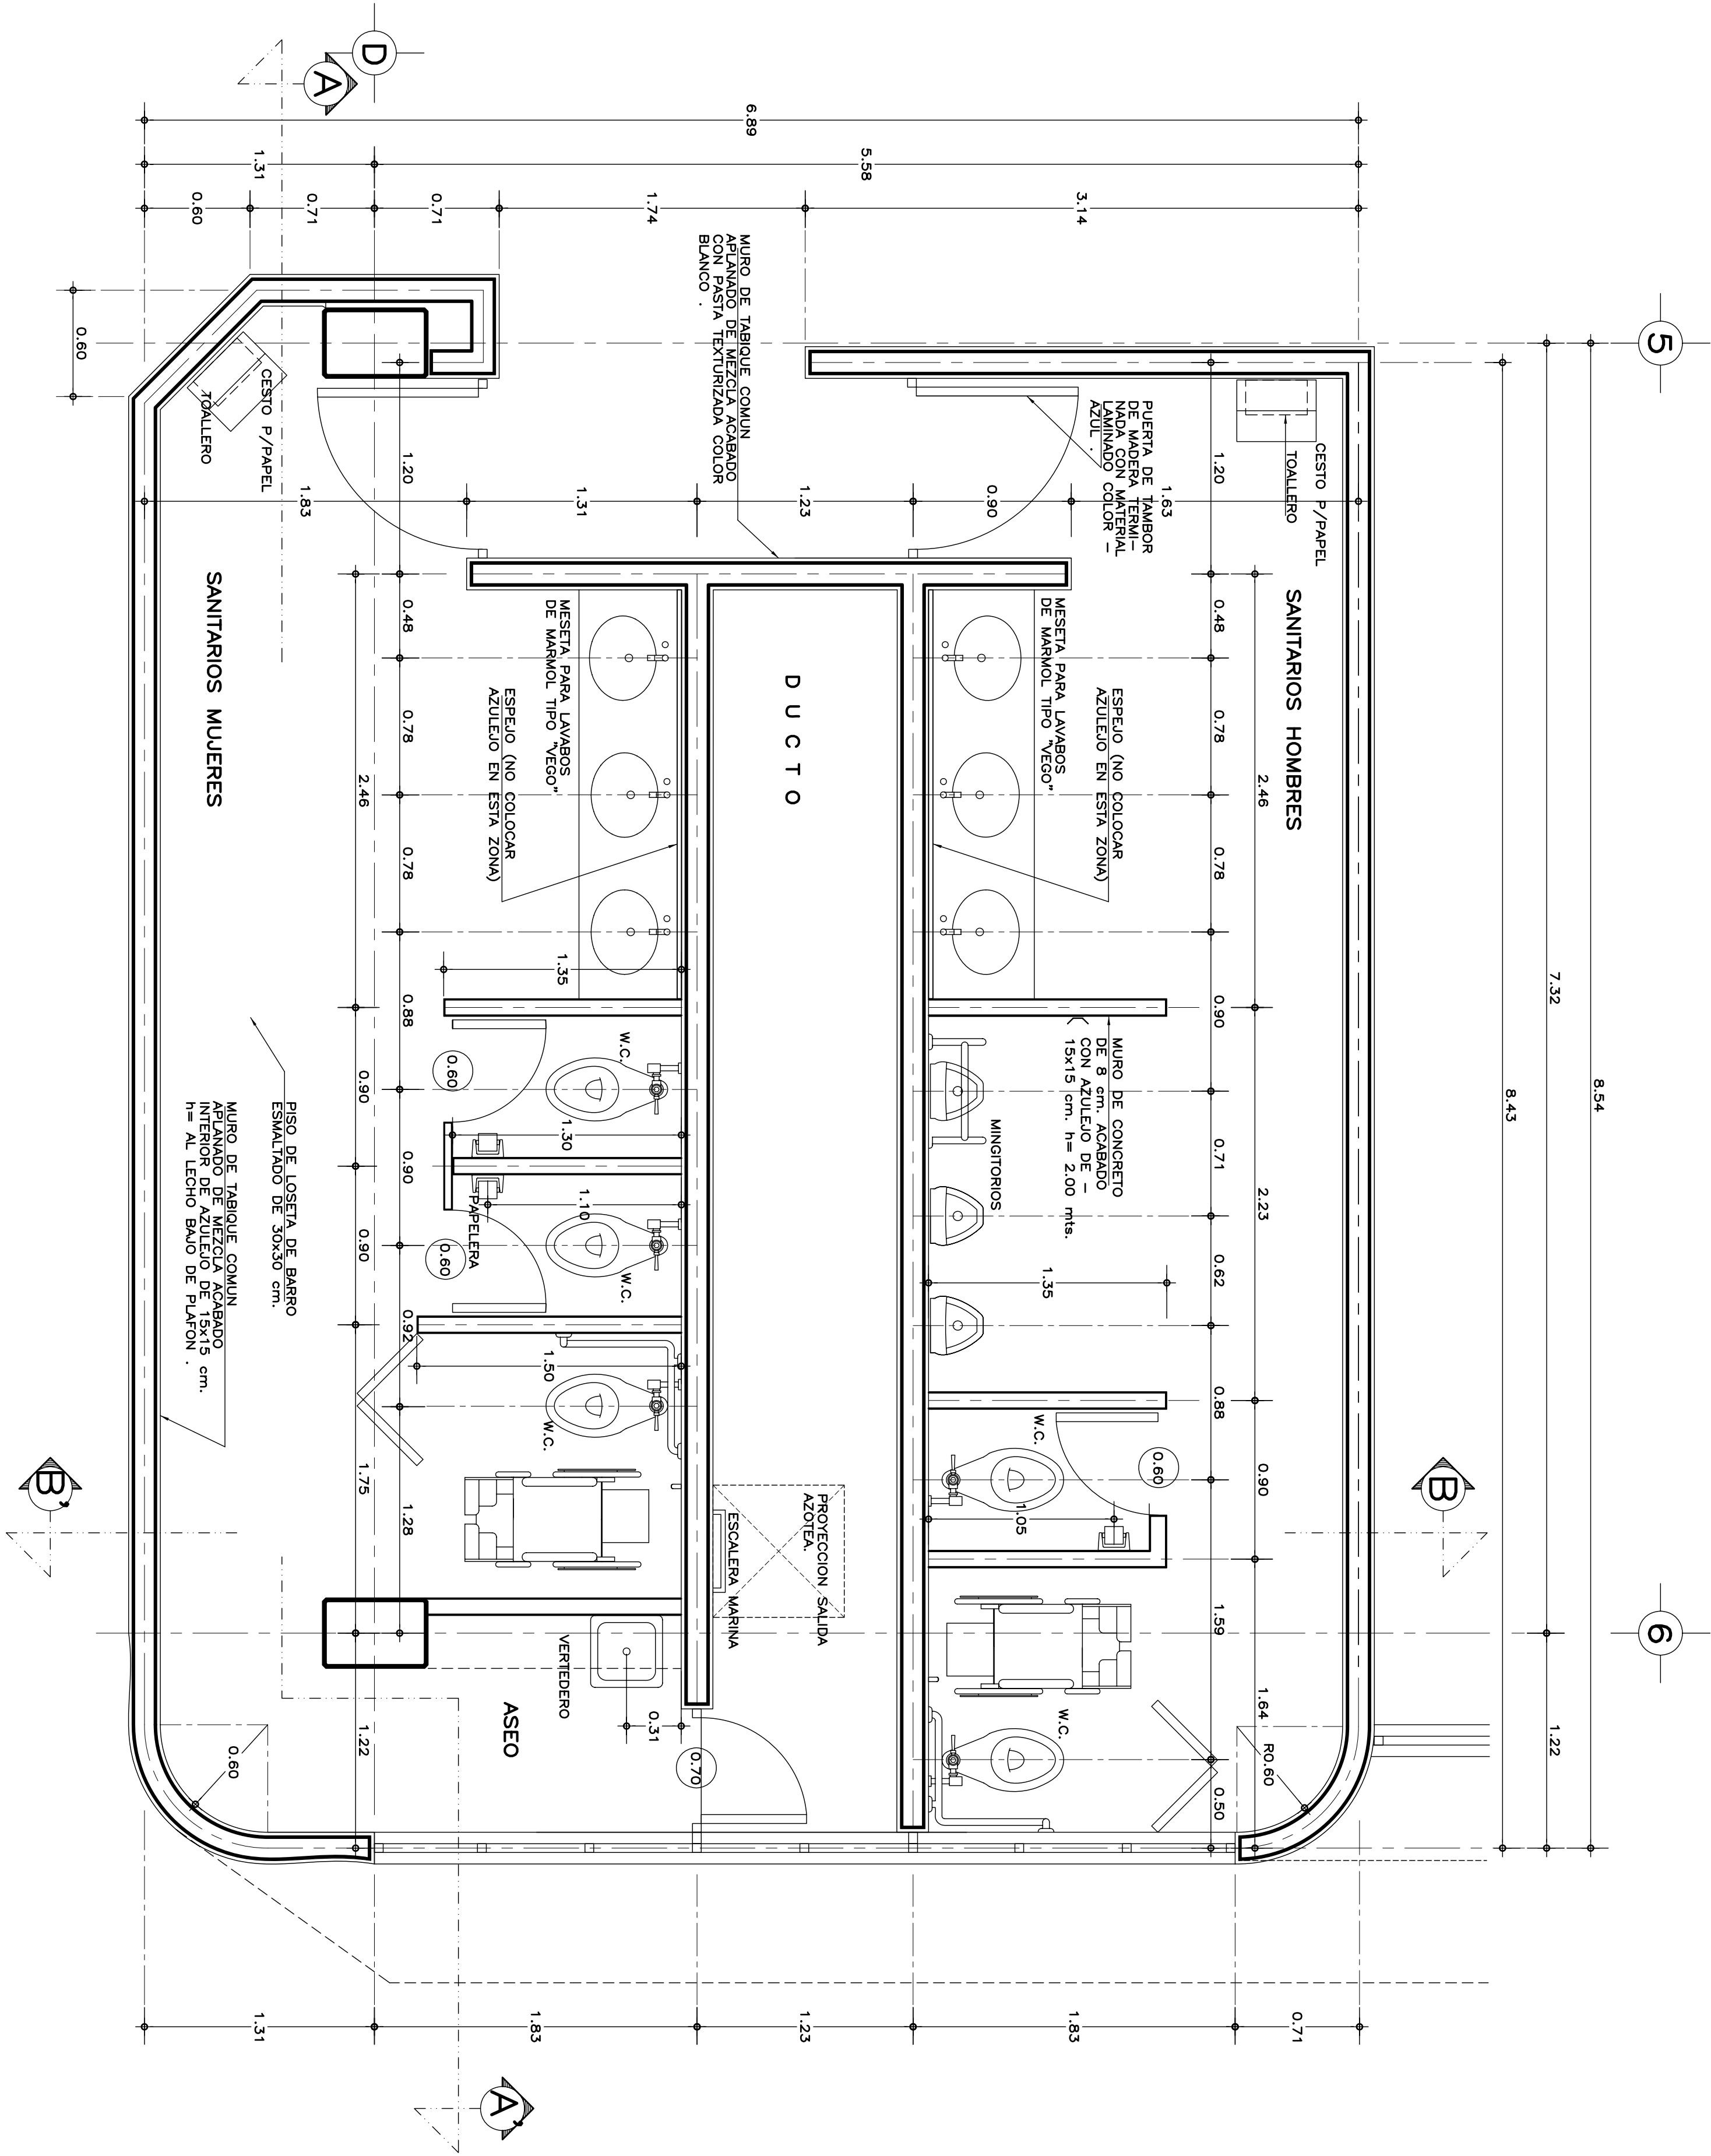 5
6
8.54
7.32
1.22
8.43
D
A
B
B'
A'
6.89
1.31
5.58
0.60
0.71
0.71
1.74
3.14
0.60
CESTO P/PAPEL
TOALLERO
SANITARIOS HOMBRES
1.20
0.48
0.78
0.78
0.90
0.71
0.62
0.88
1.59
0.50
2.46
2.23
0.90
1.64
R0.60
1.63
0.90
1.23
1.31
1.83
PUERTA DE TAMBOR
DE MADERA TERMI-
NADA CON MATERIAL
LAMINADO COLOR -
AZUL .
MESETA PARA LAVABOS
DE MARMOL TIPO "VEGO"
ESPEJO (NO COLOCAR
AZULEJO EN ESTA ZONA)
MURO DE CONCRETO
DE 8 cm. ACABADO
CON AZULEJO DE -
15x15 cm. h= 2.00 mts.
MINGITORIOS
1.35
W.C.
0.60
1.05
W.C.
MURO DE TABIQUE COMUN
APLANADO DE MEZCLA ACABADO
CON PASTA TEXTURIZADA COLOR
BLANCO .
DUCTO
PROYECCION SALIDA
AZOTEA.
ESCALERA MARINA
MESETA PARA LAVABOS
DE MARMOL TIPO "VEGO"
ESPEJO (NO COLOCAR
AZULEJO EN ESTA ZONA)
1.35
W.C.
0.60
1.30
1.10
PAPELERA
0.60
W.C.
1.50
W.C.
VERTEDERO
ASEO
0.31
0.70
1.20
0.48
0.78
0.78
0.88
0.90
0.92
1.28
2.46
0.90
0.90
1.75
1.22
CESTO P/PAPEL
TOALLERO
SANITARIOS MUJERES
PISO DE LOSETA DE BARRO
ESMALTADO DE 30x30 cm.
MURO DE TABIQUE COMUN
APLANADO DE MEZCLA ACABADO
INTERIOR DE AZULEJO DE 15x15 cm.
h= AL LECHO BAJO DE PLAFON .
0.60
1.31
1.83
1.23
1.83
0.71